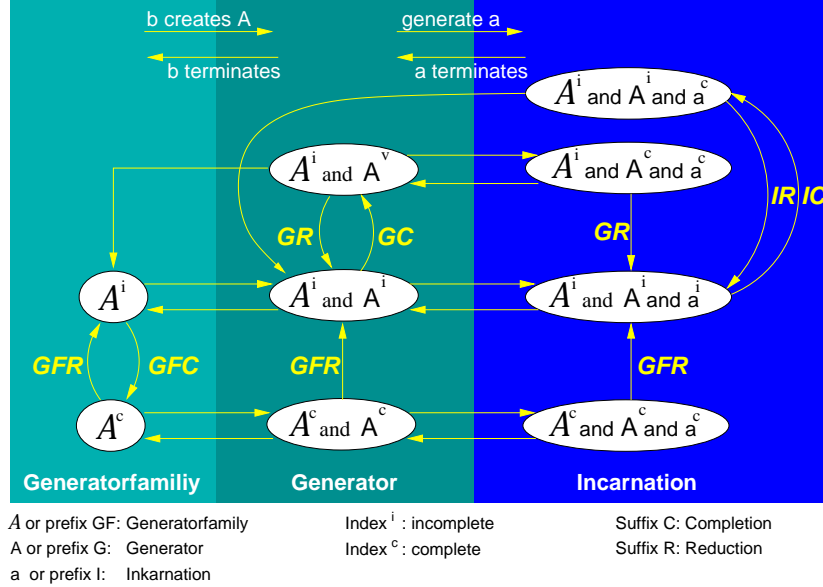 b creates A
generate a
b terminates
a terminates
A^i and A^i and a^c
A^i and A^v
A^i and A^c and a^c
IR IC
GR
GC
GR
A^i
A^i and A^i
A^i and A^i and a^i
GFR
GFC
GFR
GFR
A^c
A^c and A^c
A^c and A^c and a^c
Generatorfamiliy
Generator
Incarnation
A or prefix GF: Generatorfamily
Index ^i : incomplete
Suffix C: Completion
A or prefix G: Generator
Index ^c : complete
Suffix R: Reduction
a or prefix I: Inkarnation